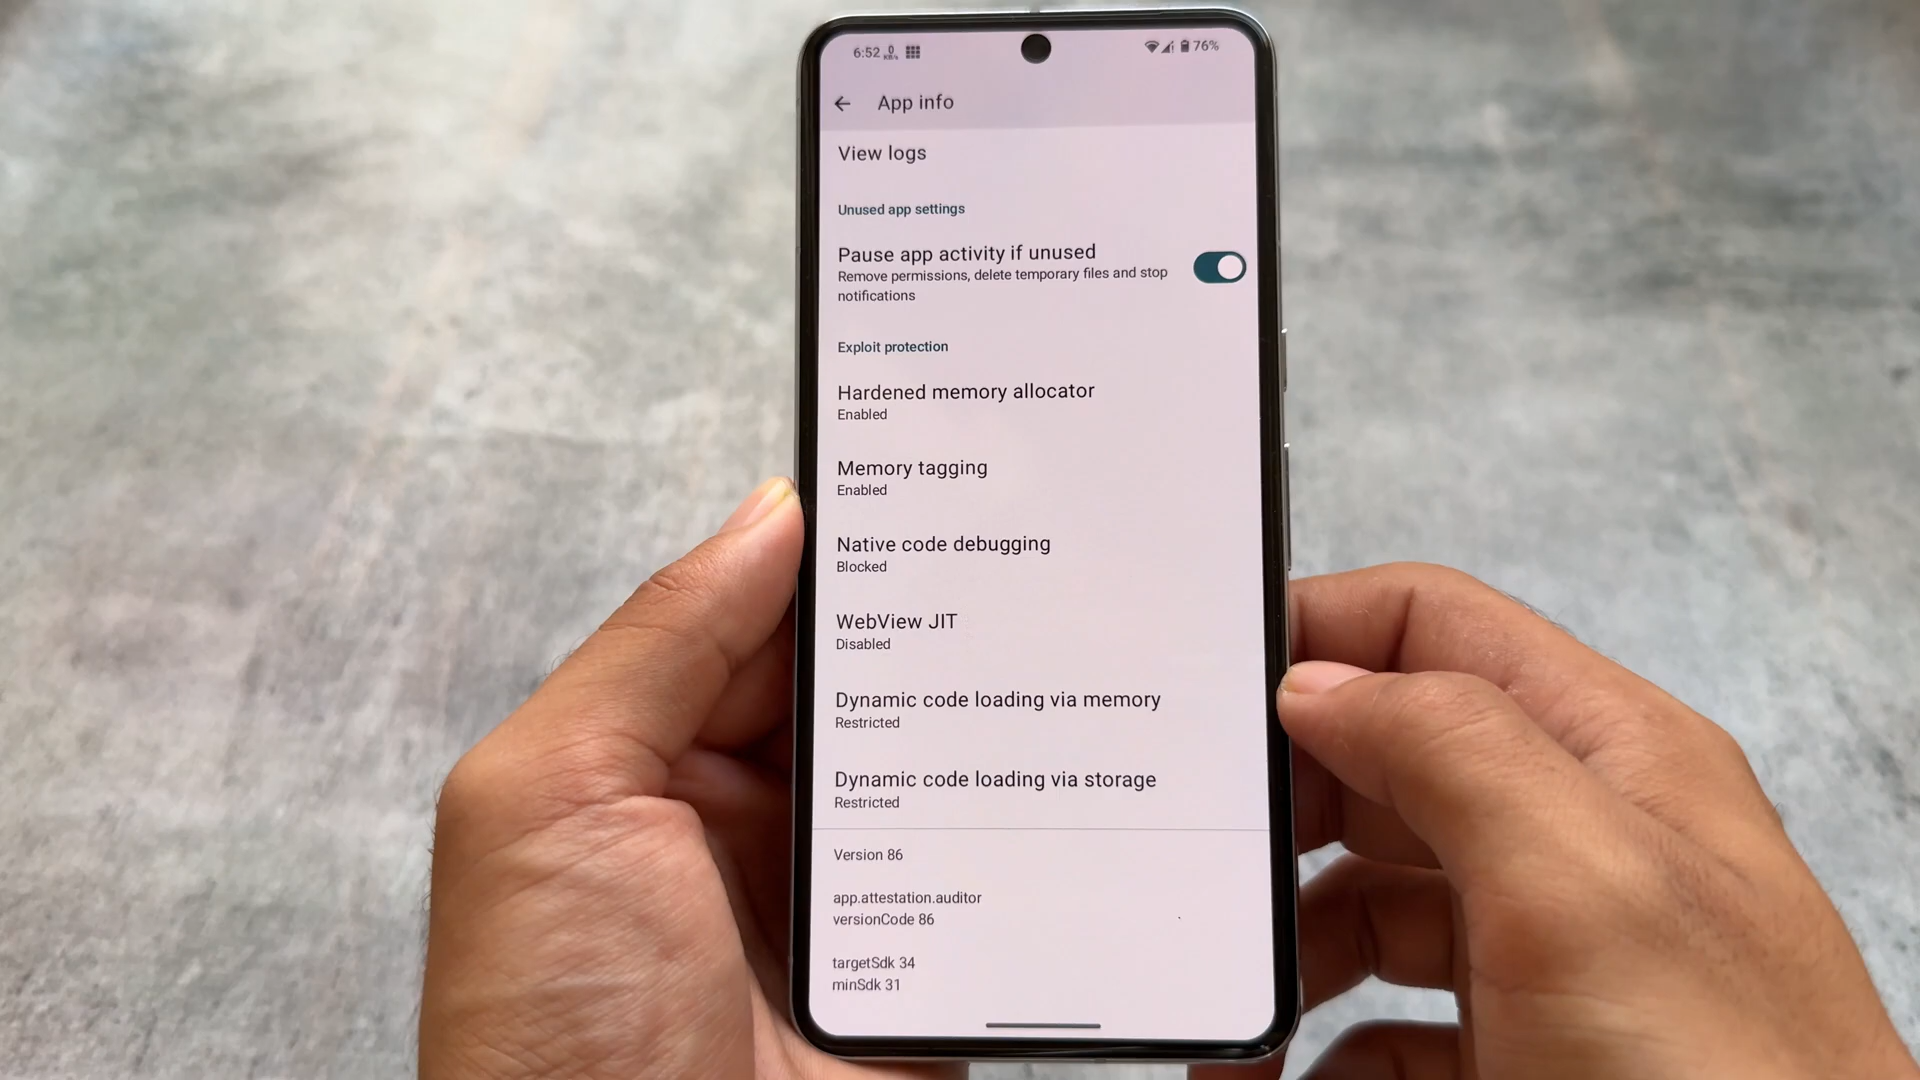 6:52 0 KB/s 76%
App info
View logs
Unused app settings
Pause app activity if unused
Remove permissions, delete temporary files and stop
notifications
Exploit protection
Hardened memory allocator
Enabled
Memory tagging
Enabled
Native code debugging
Blocked
WebView JIT
Disabled
Dynamic code loading via memory
Restricted
Dynamic code loading via storage
Restricted
Version 86
app.attestation.auditor
versionCode 86
targetSdk 34
minSdk 31